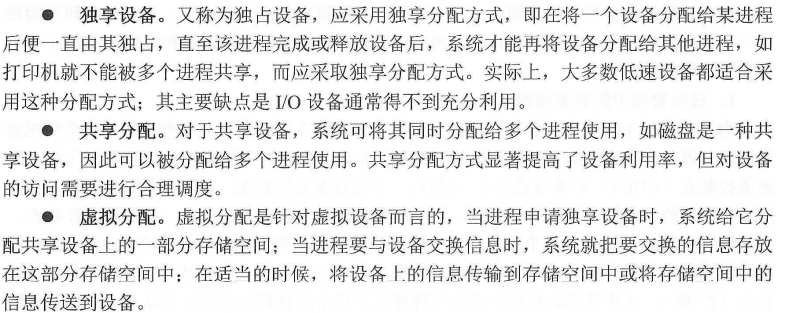 ● 独享设备。又称为独占设备，应采用独享分配方式，即在将一个设备分配给某进程
后便一直由其独占，直至该进程完成或释放设备后，系统才能再将设备分配给其他进程，如
打印机就不能被多个进程共享，而应采取独享分配方式。实际上，大多数低速设备都适合采
用这种分配方式；其主要缺点是 I/O 设备通常得不到充分利用。
● 共享分配。对于共享设备，系统可将其同时分配给多个进程使用，如磁盘是一种共
享设备，因此可以被分配给多个进程使用。共享分配方式显著提高了设备利用率，但对设备
的访问需要进行合理调度。
● 虚拟分配。虚拟分配是针对虚拟设备而言的，当进程申请独享设备时，系统给它分
配共享设备上的一部分存储空间；当进程要与设备交换信息时，系统就把要交换的信息存放
在这部分存储空间中；在适当的时候，将设备上的信息传输到存储空间中或将存储空间中的
信息传送到设备。